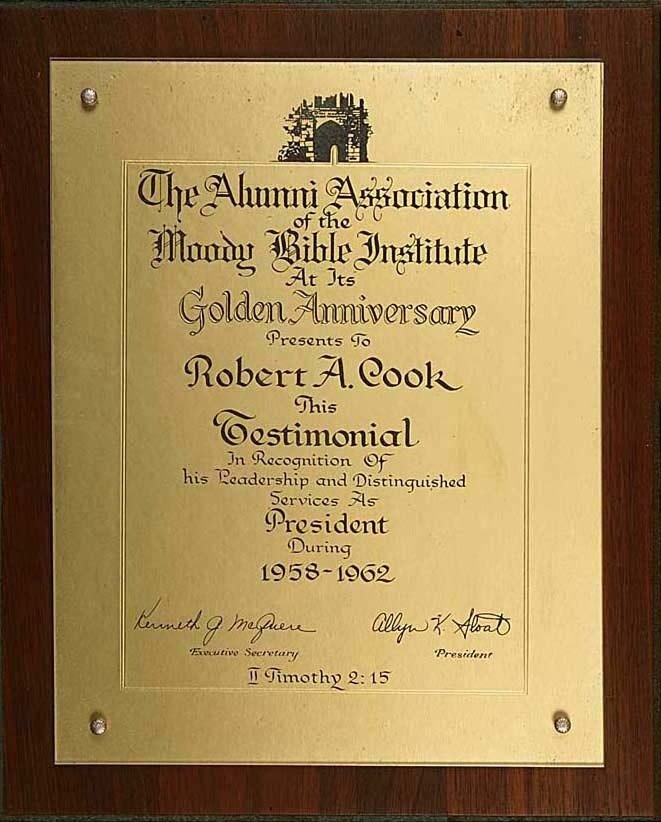 The Alumni Association
of the
Moody Bible Institute
At Its
Golden Anniversary
Presents To
Robert A. Cook
This
Testimonial
In Recognition Of
his Leadership and Distinguished
Services As
President
During
1958-1962
Kenneth J. McGuere Allyn K. Sloat
Executive Secretary President
II Timothy 2:15